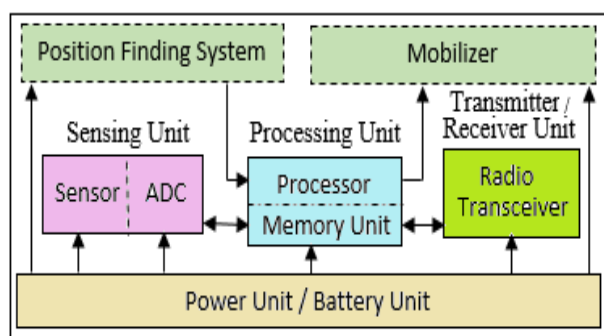 Position Finding System
Mobilizer
Sensing Unit
Processing Unit
Transmitter /
Receiver Unit
Sensor
ADC
Processor
Memory Unit
Radio
Transceiver
Power Unit / Battery Unit